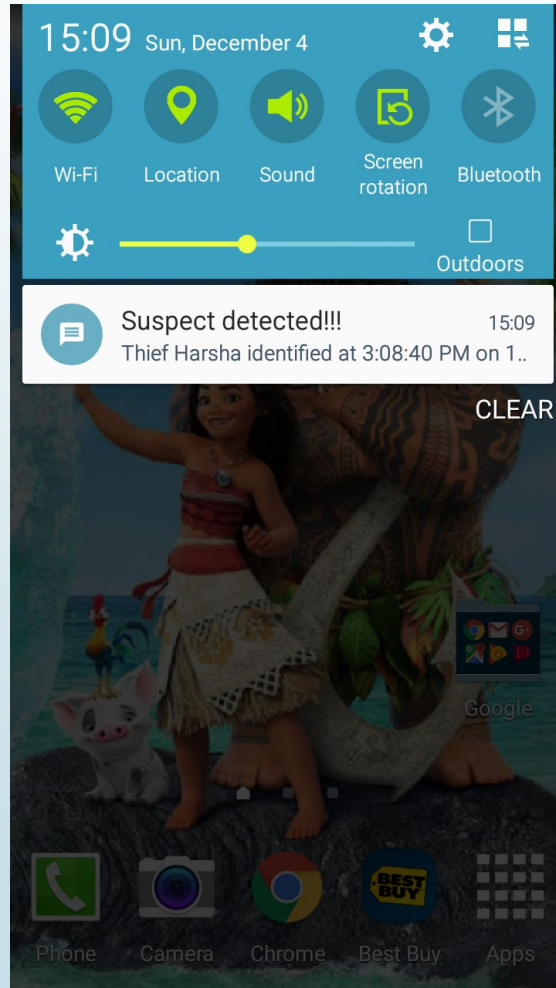 15:09 Sun, December 4
Wi-Fi
Location
Sound
Screen
rotation
Bluetooth
Outdoors
Suspect detected!!! 15:09
Thief Harsha identified at 3:08:40 PM on 1..
CLEAR
G+
Google
BEST
BUY
Phone
Camera
Chrome
Best Buy
Apps